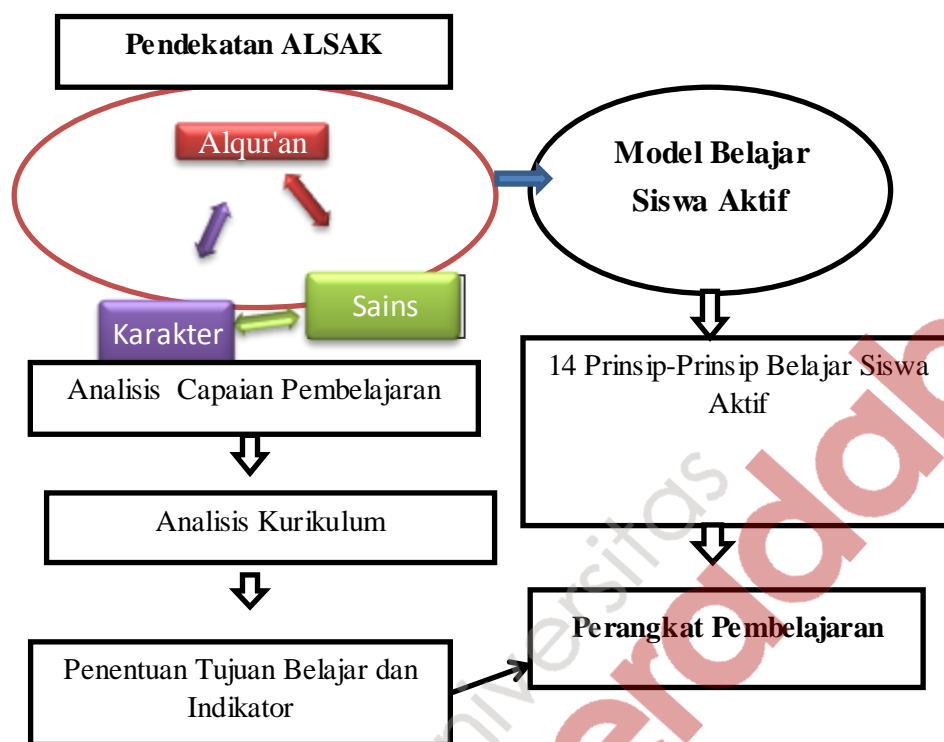 Pendekatan ALSAK
Alqur'an
Sains
Karakter
Model Belajar
Siswa Aktif
Analisis Capaian Pembelajaran
14 Prinsip-Prinsip Belajar Siswa
Aktif
Analisis Kurikulum
Perangkat Pembelajaran
Penentuan Tujuan Belajar dan
Indikator